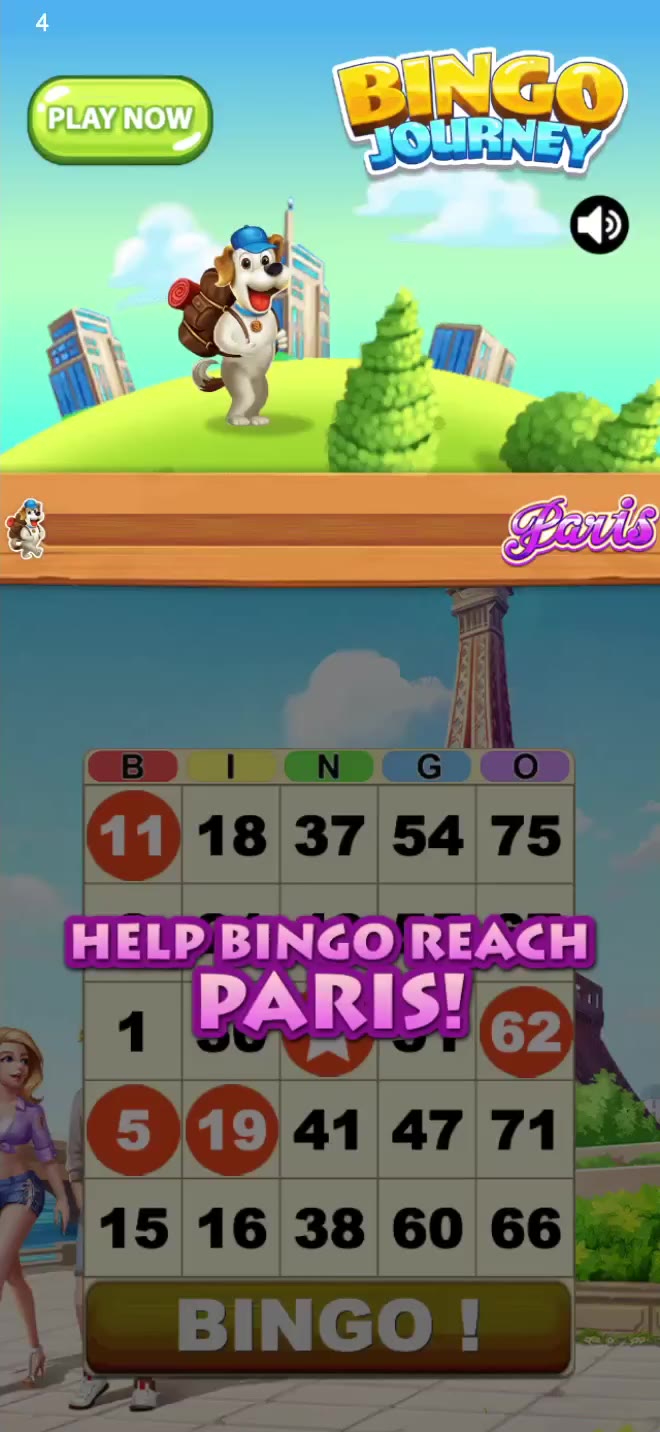 4
PLAY NOW
BINGO
JOURNEY
Paris
B I N G O
11 18 37 54 75
HELP BINGO REACH
PARIS!
1 62
5 19 41 47 71
15 16 38 60 66
BINGO !